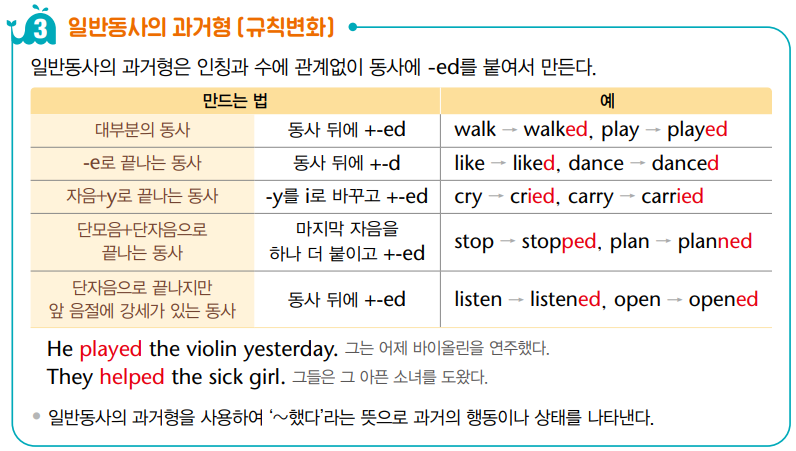 3 일반동사의 과거형 (규칙변화)
일반동사의 과거형은 인칭과 수에 관계없이 동사에 -ed를 붙여서 만든다.
만드는 법 예
대부분의 동사 동사 뒤에 +-ed walk → walked, play → played
-e로 끝나는 동사 동사 뒤에 +-d like → liked, dance → danced
자음+y로 끝나는 동사 -y를 i로 바꾸고 +-ed cry → cried, carry → carried
단모음+단자음으로
끝나는 동사
마지막 자음을
하나 더 붙이고 +-ed
stop → stopped, plan → planned
단자음으로 끝나지만
앞 음절에 강세가 있는 동사
동사 뒤에 +-ed
listen → listened, open → opened
He played the violin yesterday. 그는 어제 바이올린을 연주했다.
They helped the sick girl. 그들은 그 아픈 소녀를 도왔다.
• 일반동사의 과거형을 사용하여 ‘～했다’라는 뜻으로 과거의 행동이나 상태를 나타낸다.